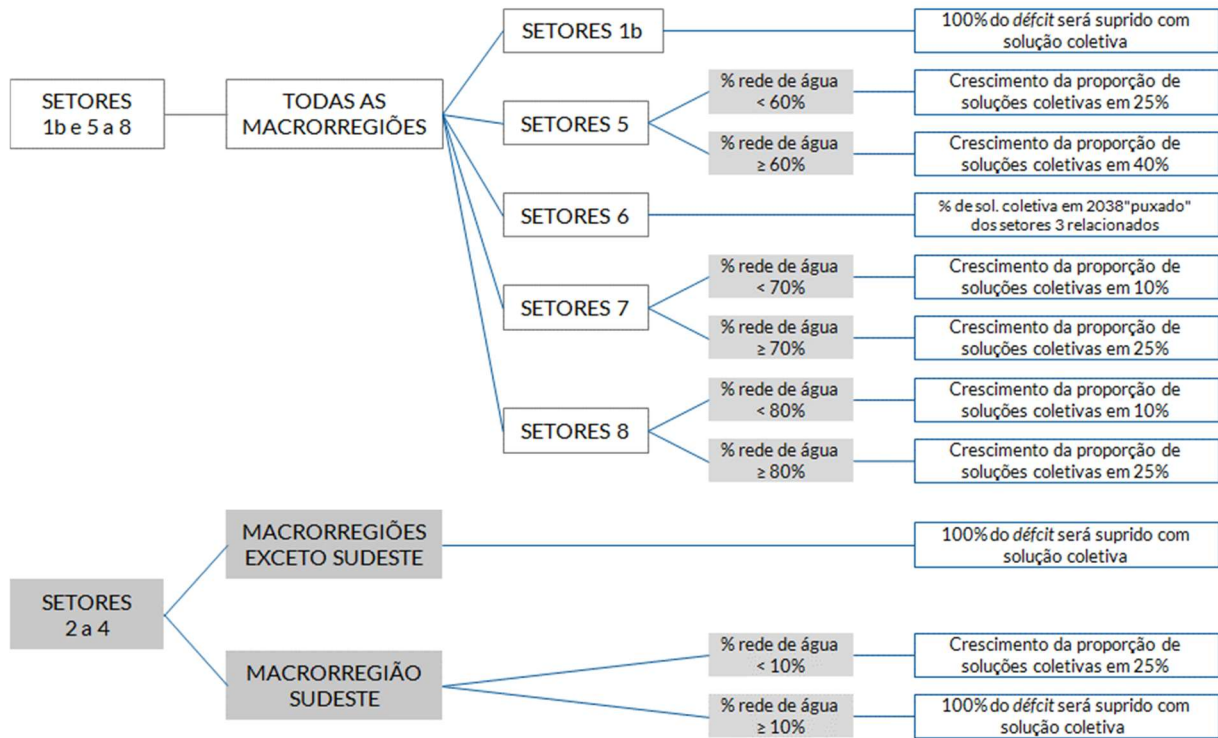 SETORES
1b e 5 a 8
TODAS AS
MACRORREGIÕES
SETORES 1b
100% do défcit será suprido com
solução coletiva
SETORES 5
% rede de água
< 60%
Crescimento da proporção de
soluções coletivas em 25%
% rede de água
≥ 60%
Crescimento da proporção de
soluções coletivas em 40%
SETORES 6
% de sol. coletiva em 2038"puxado"
dos setores 3 relacionados
SETORES 7
% rede de água
< 70%
Crescimento da proporção de
soluções coletivas em 10%
% rede de água
≥ 70%
Crescimento da proporção de
soluções coletivas em 25%
SETORES 8
% rede de água
< 80%
Crescimento da proporção de
soluções coletivas em 10%
% rede de água
≥ 80%
Crescimento da proporção de
soluções coletivas em 25%
SETORES
2 a 4
MACRORREGIÕES
EXCETO SUDESTE
100% do défcit será suprido com
solução coletiva
MACRORREGIÃO
SUDESTE
% rede de água
< 10%
Crescimento da proporção de
soluções coletivas em 25%
% rede de água
≥ 10%
100% do défcit será suprido com
solução coletiva